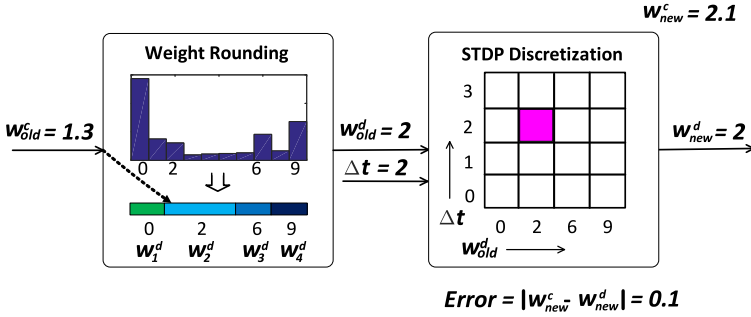 w^c_new = 2.1
Weight Rounding
STDP Discretization
w^c_old = 1.3
0 2 6 9
0 2 6 9
w^d_1 w^d_2 w^d_3 w^d_4
w^d_old = 2
Δt = 2
3
2
1
0
Δt
0 2 6 9
w^d_old
w^d_new = 2
Error = |w^c_new - w^d_new| = 0.1